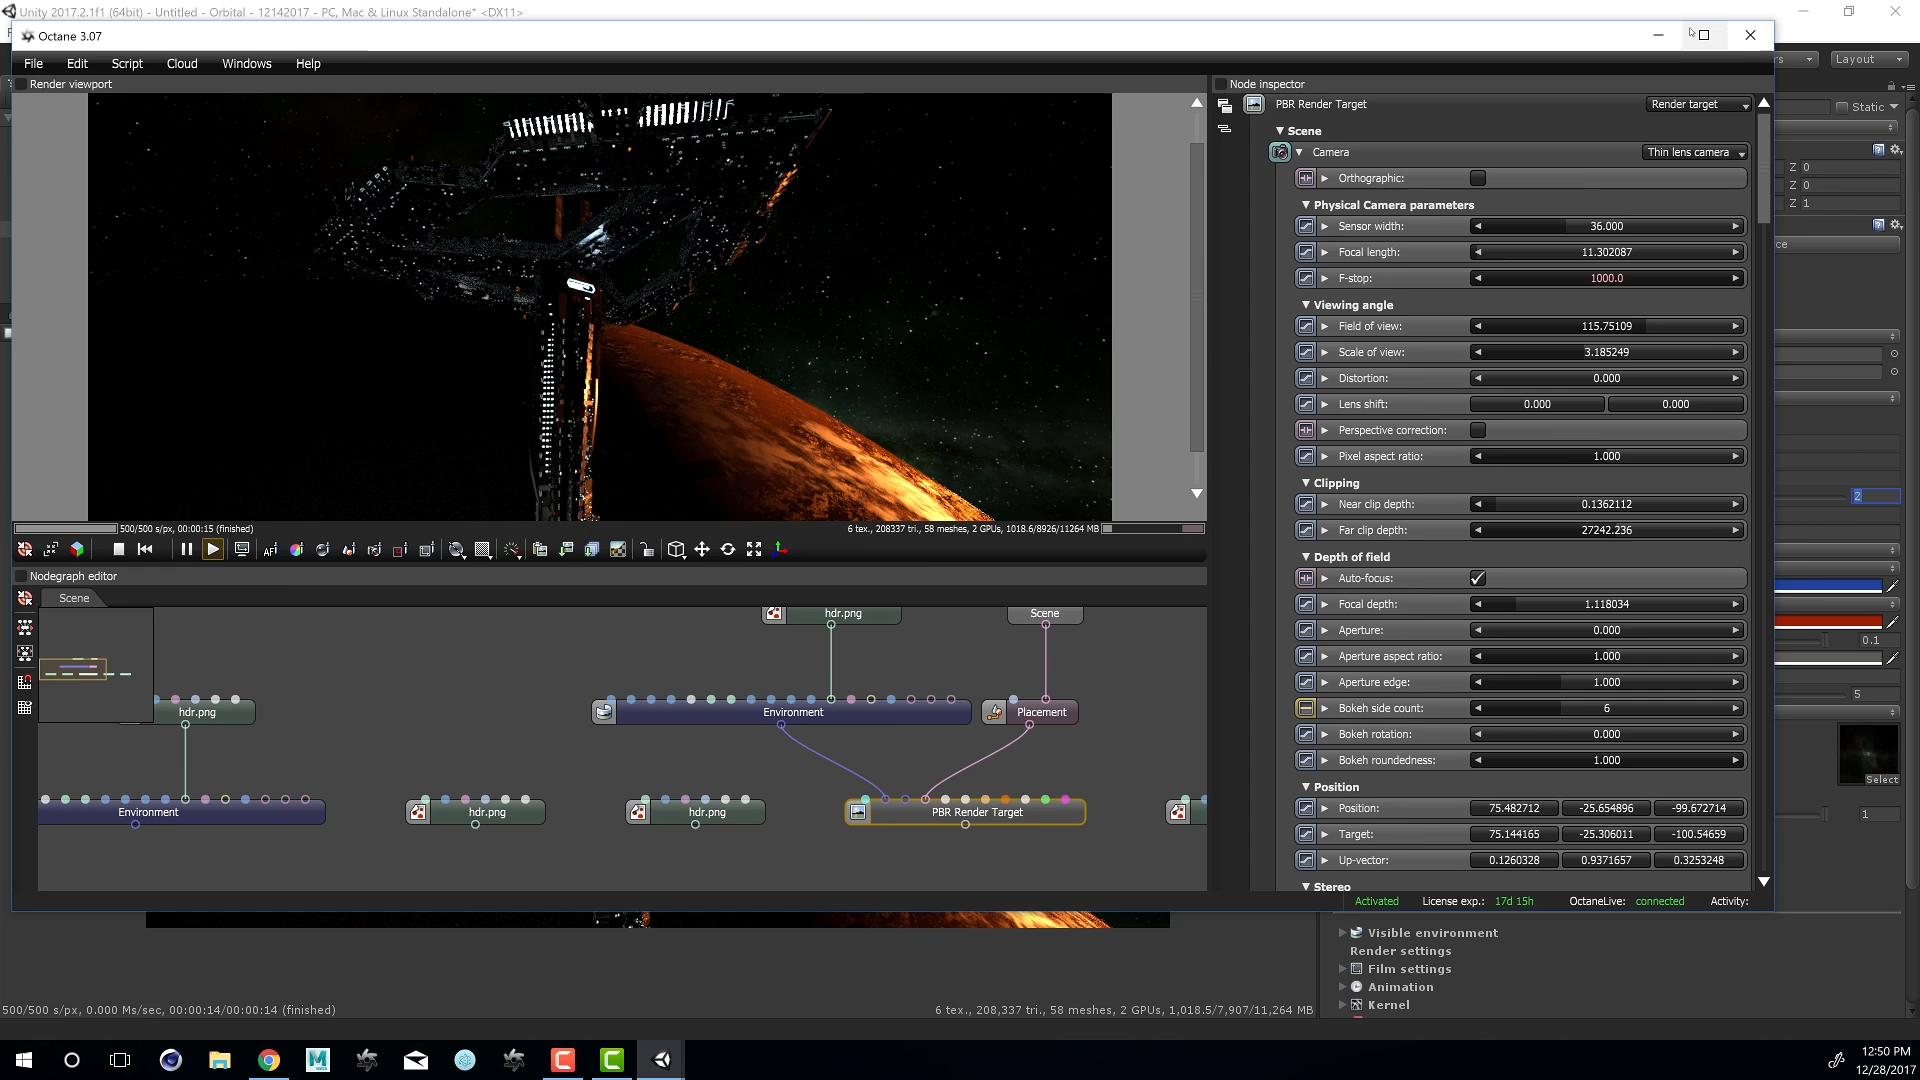 Unity 2017.2.1f1 (64bit) - Untitled - Orbital - 12142017 - PC, Mac & Linux Standalone* <DX11>
Octane 3.07
File Edit Script Cloud Windows Help
Layout
Render viewport
Node inspector
PBR Render Target Render target
Static
Scene
Camera Thin lens camera
Orthographic:
Z 0
Z 0
Z 1
Physical Camera parameters
Sensor width: 36.000
Focal length: 11.302087
F-stop: 1000.0
Viewing angle
Field of view: 115.75109
Scale of view: 3.185249
Distortion: 0.000
Lens shift: 0.000 0.000
Perspective correction:
Pixel aspect ratio: 1.000
Clipping
Near clip depth: 0.1362112
2
Far clip depth: 27242.236
500/500 s/px, 00:00:15 (finished)
6 tex., 208337 tri., 58 meshes, 2 GPUs, 1018.6/8926/11264 MB
Depth of field
Auto-focus:
Focal depth: 1.118034
Aperture: 0.000
0.1
Aperture aspect ratio: 1.000
Aperture edge: 1.000
5
Bokeh side count: 6
Bokeh rotation: 0.000
Bokeh roundedness: 1.000
Select
Position
Position: 75.482712 -25.654896 -99.672714
1
Target: 75.144165 -25.306011 -100.54659
Up-vector: 0.1260328 0.9371657 0.3253248
Stereo
Nodegraph editor
Scene
hdr.png
Scene
hdr.png
Environment
Placement
Environment
hdr.png
hdr.png
PBR Render Target
Activated License exp.: 17d 15h OctaneLive: connected Activity:
Visible environment
Render settings
Film settings
Animation
Kernel
500/500 s/px, 0.000 Ms/sec, 00:00:14/00:00:14 (finished)
6 tex., 208,337 tri., 58 meshes, 2 GPUs, 1,018.5/7,907/11,264 MB
12:50 PM
12/28/2017